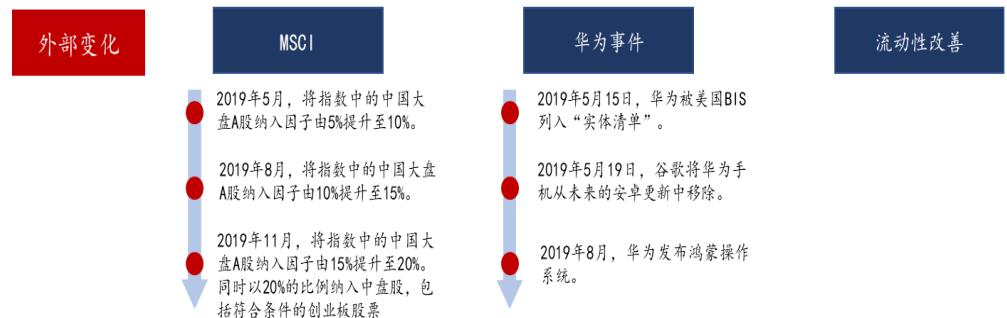 外部变化
MSCI
华为事件
流动性改善
2019年5月，将指数中的中国大
盘A股纳入因子由5%提升至10%。
2019年8月，将指数中的中国大盘
A股纳入因子由10%提升至15%。
2019年11月，将指数中的中国大
盘A股纳入因子由15%提升至20%。
同时以20%的比例纳入中盘股，包
括符合条件的创业板股票
2019年5月15日，华为被美国BIS
列入“实体清单”。
2019年5月19日，谷歌将华为手
机从未来的安卓更新中移除。
2019年8月，华为发布鸿蒙操作
系统。